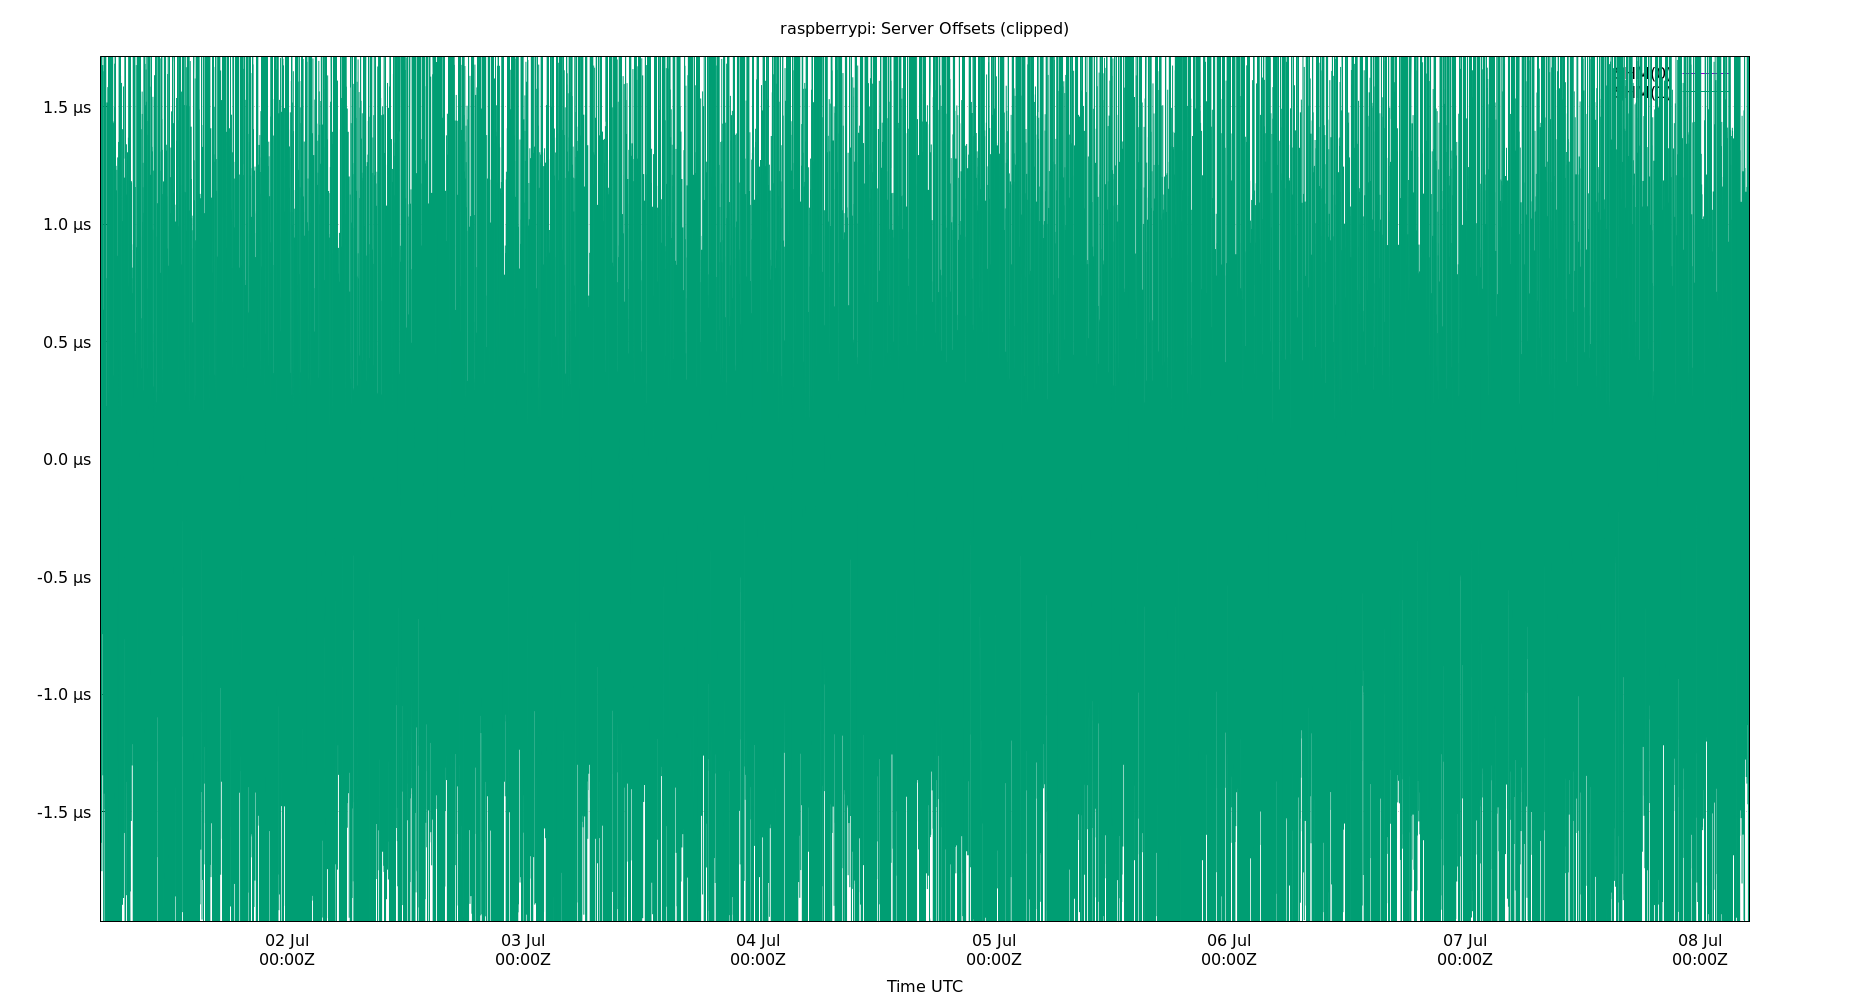 raspberrypi: Server Offsets (clipped)
1.5 µs
1.0 µs
0.5 µs
0.0 µs
-0.5 µs
-1.0 µs
-1.5 µs
02 Jul 03 Jul 04 Jul 05 Jul 06 Jul 07 Jul 08 Jul
00:00Z 00:00Z 00:00Z 00:00Z 00:00Z 00:00Z 00:00Z
Time UTC